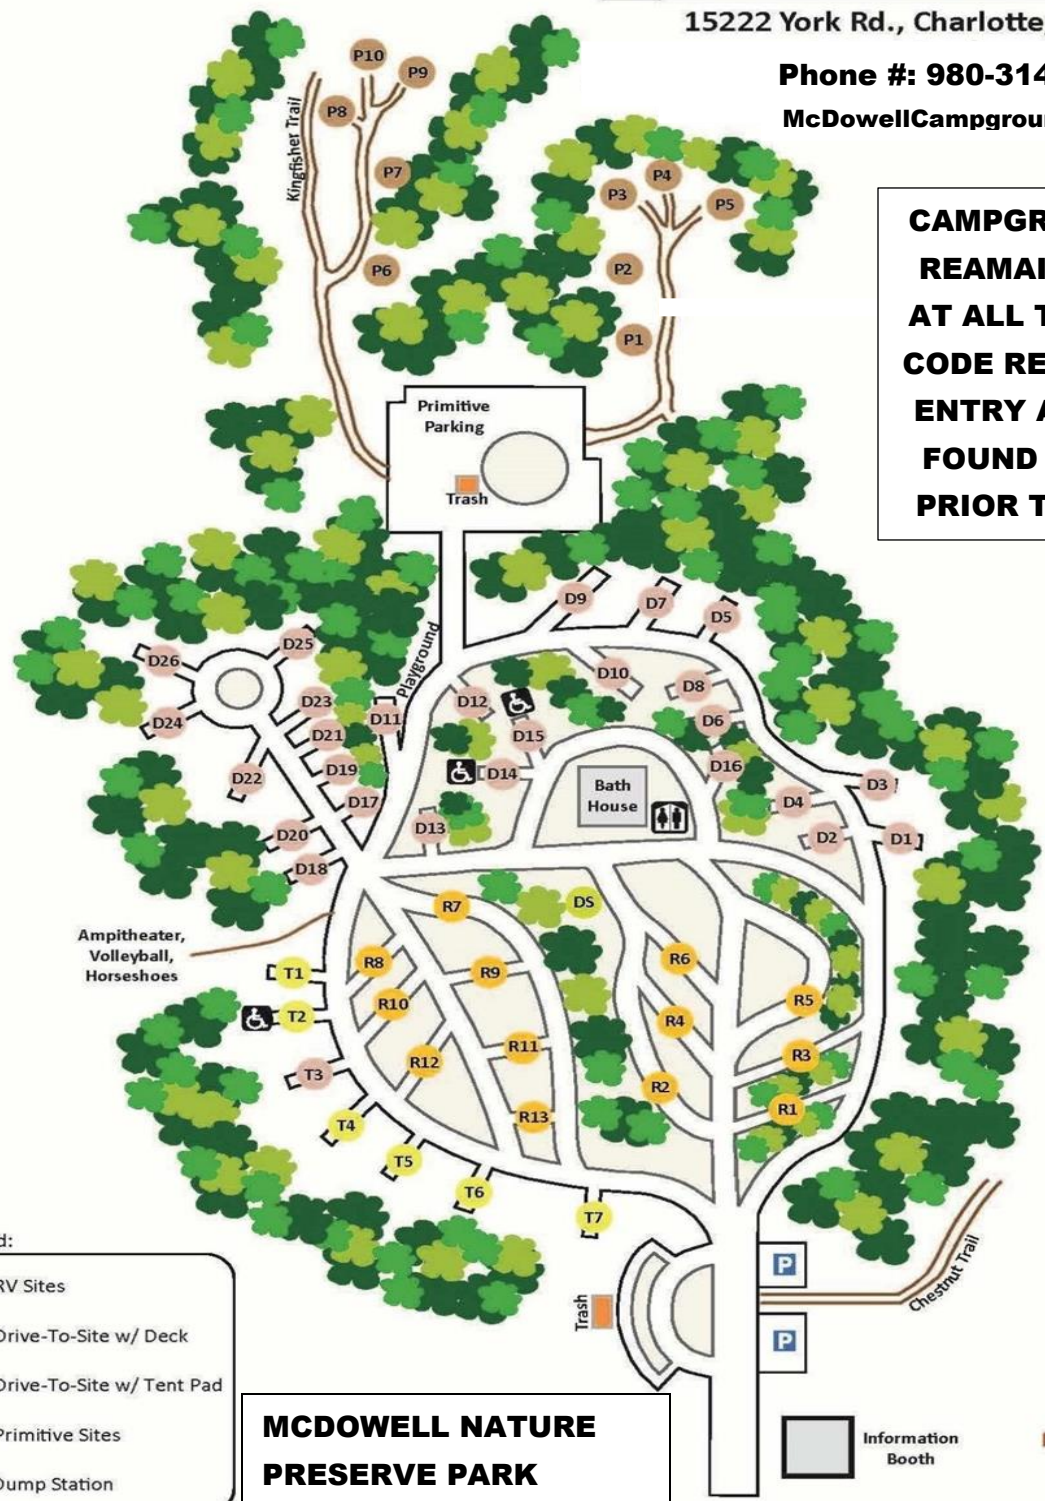 15222 York Rd., Charlotte,
Phone #: 980-314
McDowellCampgroun
P10
P9
P8
Kingfisher Trail
P7
P6
P4
P3
P5
P2
P1
CAMPGR
REAMAI
AT ALL T
CODE RE
ENTRY A
FOUND
PRIOR T
Primitive
Parking
Trash
D9
D7
D5
Playground
D25
D26
D23
D24
D21
D11
D19
D22
D17
D20
D18
D12
D15
D14
D13
D10
D8
D6
D16
D4
D3
D2
D1
Bath
House
Ampitheater,
Volleyball,
Horseshoes
R7
DS
R8
R9
R6
R10
R5
R4
R11
R3
R12
R2
R1
R13
T1
T2
T3
T4
T5
T6
T7
Trash
P
P
Chestnut Trail
d:
RV Sites
Drive-To-Site w/ Deck
Drive-To-Site w/ Tent Pad
Primitive Sites
Dump Station
MCDOWELL NATURE
PRESERVE PARK
Information
Booth